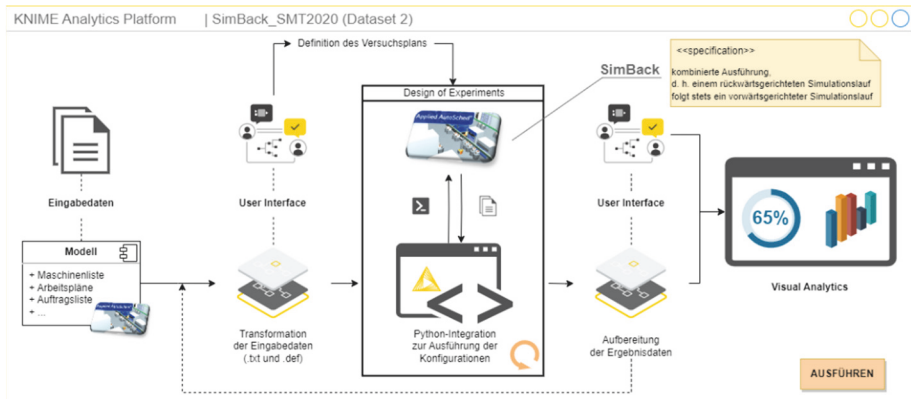 KNIME Analytics Platform | SimBack_SMT2020 (Dataset 2)
Definition des Versuchsplans
<<specification>>
kombinierte Ausführung,
d. h. einem rückwärtsgerichteten Simulationslauf
folgt stets ein vorwärtsgerichteter Simulationslauf
SimBack
Design of Experiments
Applied AutoSched
Eingabedaten
User Interface
User Interface
65%
Visual Analytics
Modell
+ Maschinenliste
+ Arbeitspläne
+ Auftragsliste
+ ...
Transformation
der Eingabedaten
(.txt und .def)
Python-Integration
zur Ausführung der
Konfigurationen
Aufbereitung
der Ergebnisdaten
AUSFÜHREN